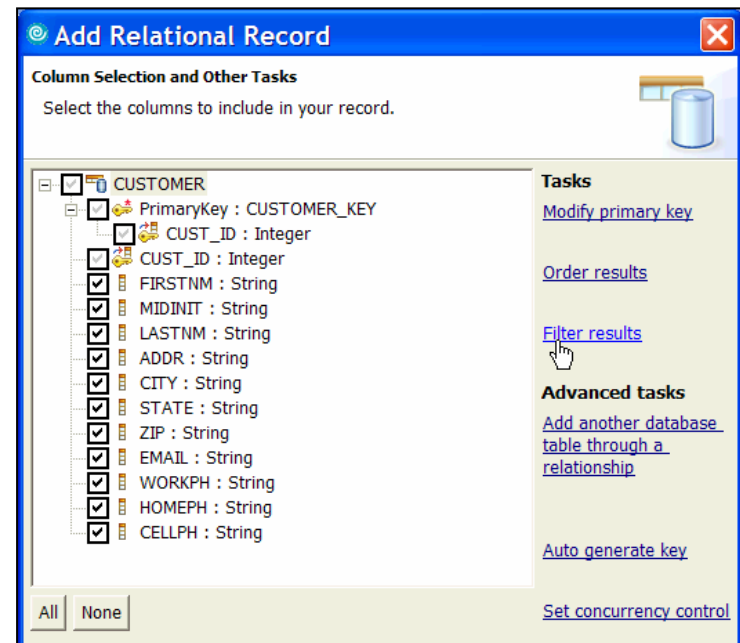 Add Relational Record
Column Selection and Other Tasks
Select the columns to include in your record.
CUSTOMER
PrimaryKey : CUSTOMER_KEY
CUST_ID : Integer
CUST_ID : Integer
FIRSTNM : String
MIDINIT : String
LASTNM : String
ADDR : String
CITY : String
STATE : String
ZIP : String
EMAIL : String
WORKPH : String
HOMEPH : String
CELLPH : String
All None
Tasks
Modify primary key
Order results
Filter results
Advanced tasks
Add another database
table through a
relationship
Auto generate key
Set concurrency control